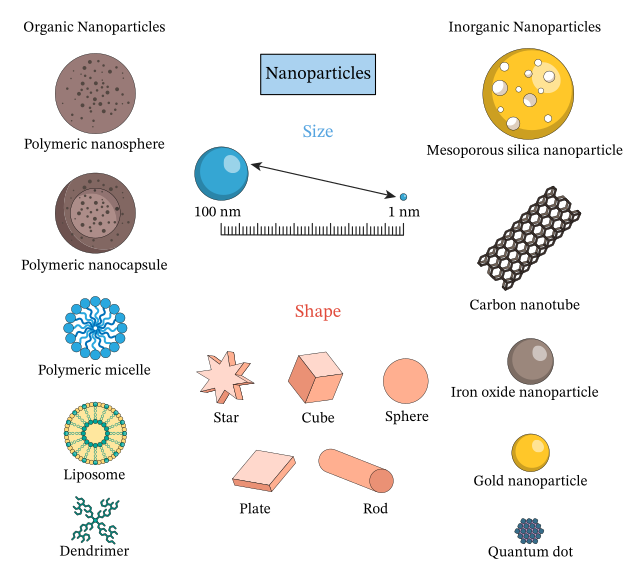 Organic Nanoparticles
Inorganic Nanoparticles
Nanoparticles
Polymeric nanosphere
Mesoporous silica nanoparticle
Size
100 nm
1 nm
Polymeric nanocapsule
Carbon nanotube
Shape
Polymeric micelle
Iron oxide nanoparticle
Star
Cube
Sphere
Liposome
Gold nanoparticle
Plate
Rod
Dendrimer
Quantum dot